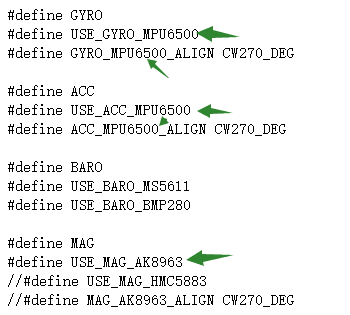 #define GYRO
#define USE_GYRO_MPU6500
#define GYRO_MPU6500_ALIGN CW270_DEG
#define ACC
#define USE_ACC_MPU6500
#define ACC_MPU6500_ALIGN CW270_DEG
#define BARO
#define USE_BARO_MS5611
#define USE_BARO_BMP280
#define MAG
#define USE_MAG_AK8963
//#define USE_MAG_HMC5883
//#define MAG_AK8963_ALIGN CW270_DEG